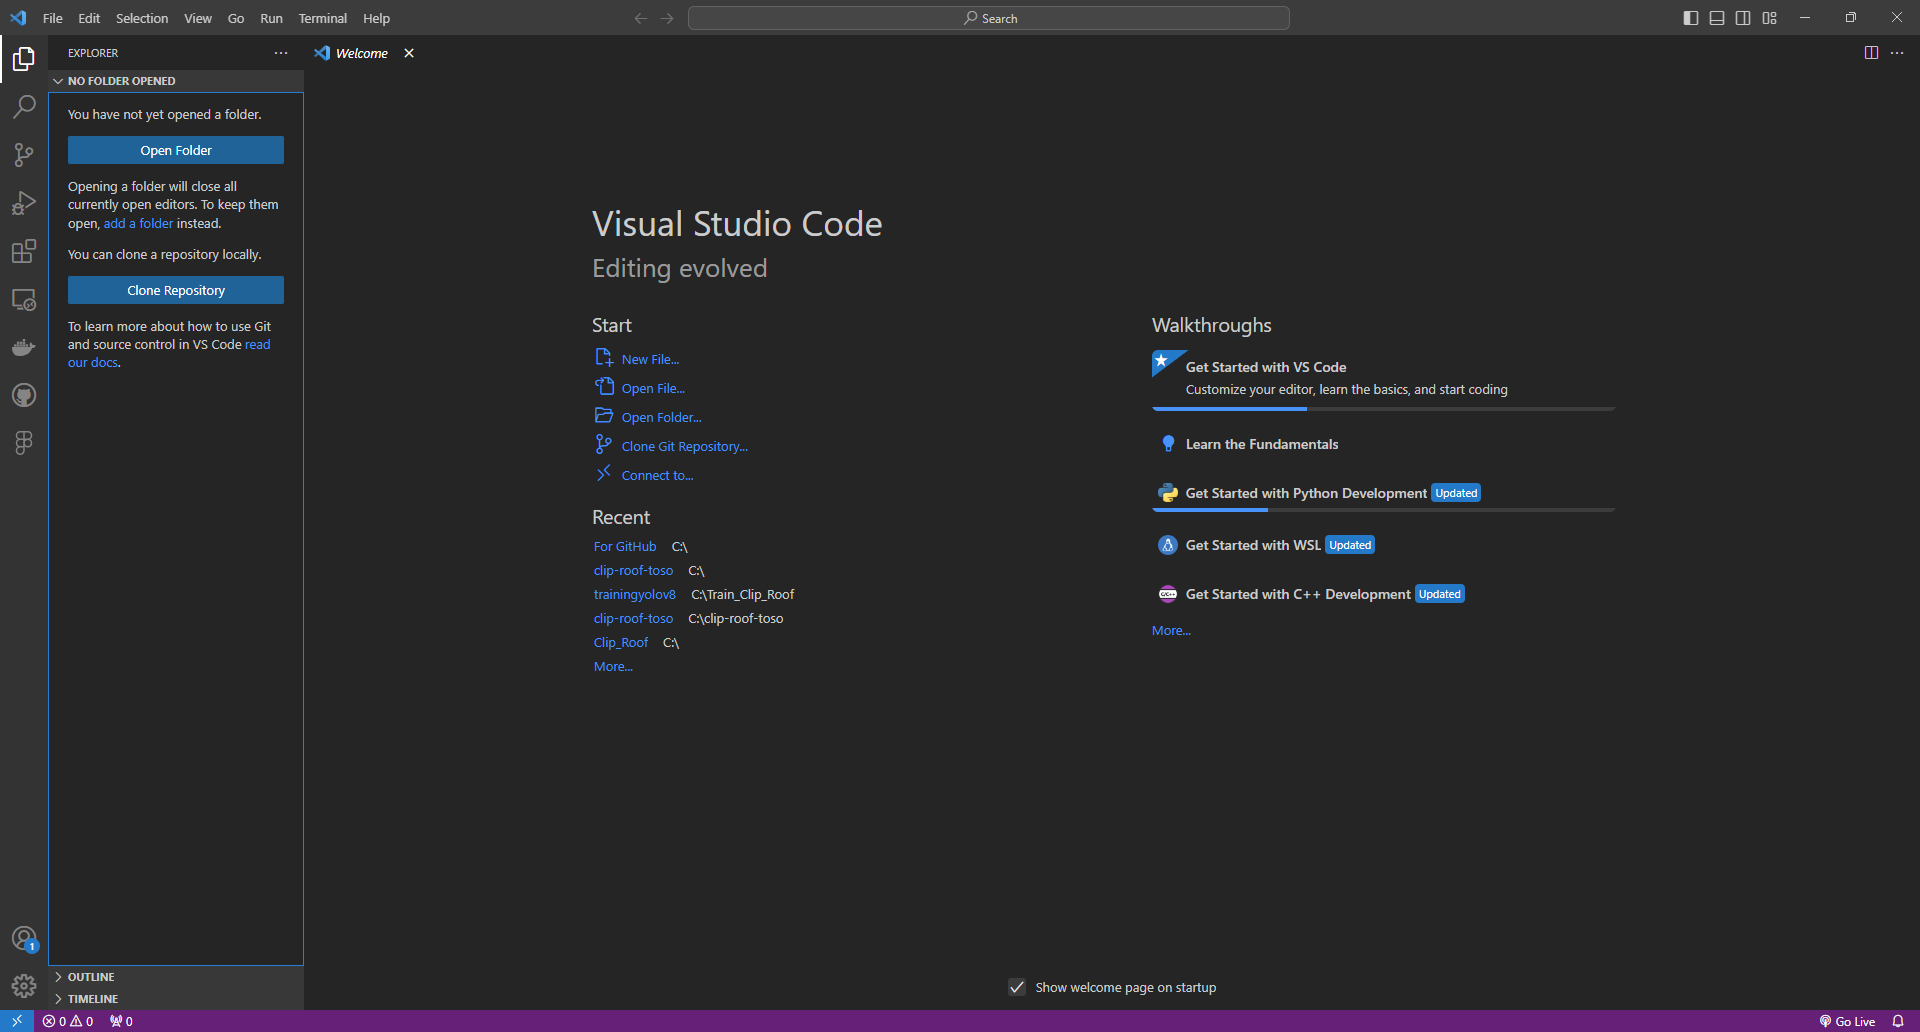 File Edit Selection View Go Run Terminal Help
Search
EXPLORER
Welcome
NO FOLDER OPENED
You have not yet opened a folder.
Open Folder
Opening a folder will close all
currently open editors. To keep them
open, add a folder instead.
You can clone a repository locally.
Clone Repository
To learn more about how to use Git
and source control in VS Code read
our docs.
OUTLINE
TIMELINE
Visual Studio Code
Editing evolved
Start
New File...
Open File...
Open Folder...
Clone Git Repository...
Connect to...
Recent
For GitHub C:\
clip-roof-toso C:\
trainingyolov8 C:\Train_Clip_Roof
clip-roof-toso C:\clip-roof-toso
Clip_Roof C:\
More...
Walkthroughs
Get Started with VS Code
Customize your editor, learn the basics, and start coding
Learn the Fundamentals
Get Started with Python Development Updated
Get Started with WSL Updated
C/C++ Get Started with C++ Development Updated
More...
Show welcome page on startup
1
0 0 0
Go Live